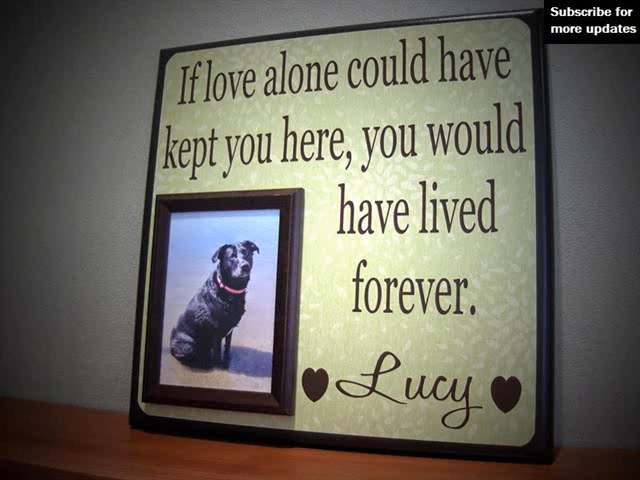 Subscribe for
more updates
If love alone could have
kept you here, you would
have lived
forever.
Lucy